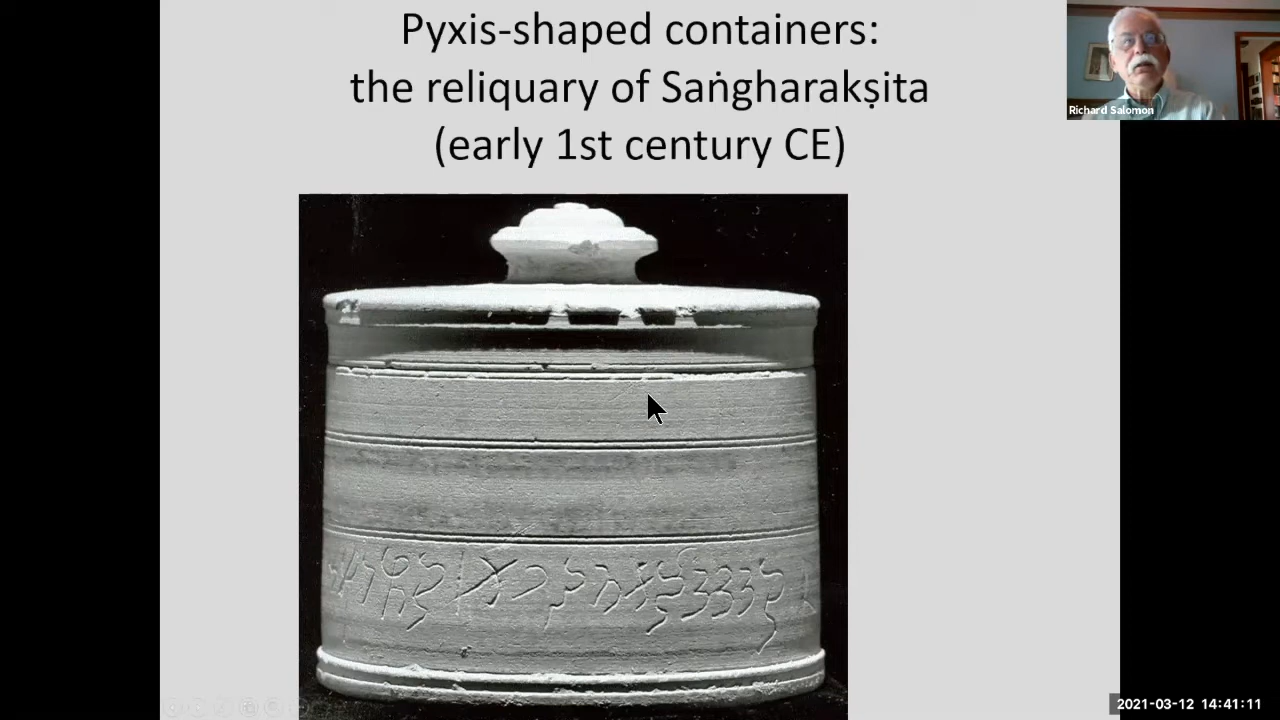 Pyxis-shaped containers:
the reliquary of Saṅgharakṣita
(early 1st century CE)
Richard Salomon
2021-03-12 14:41:11